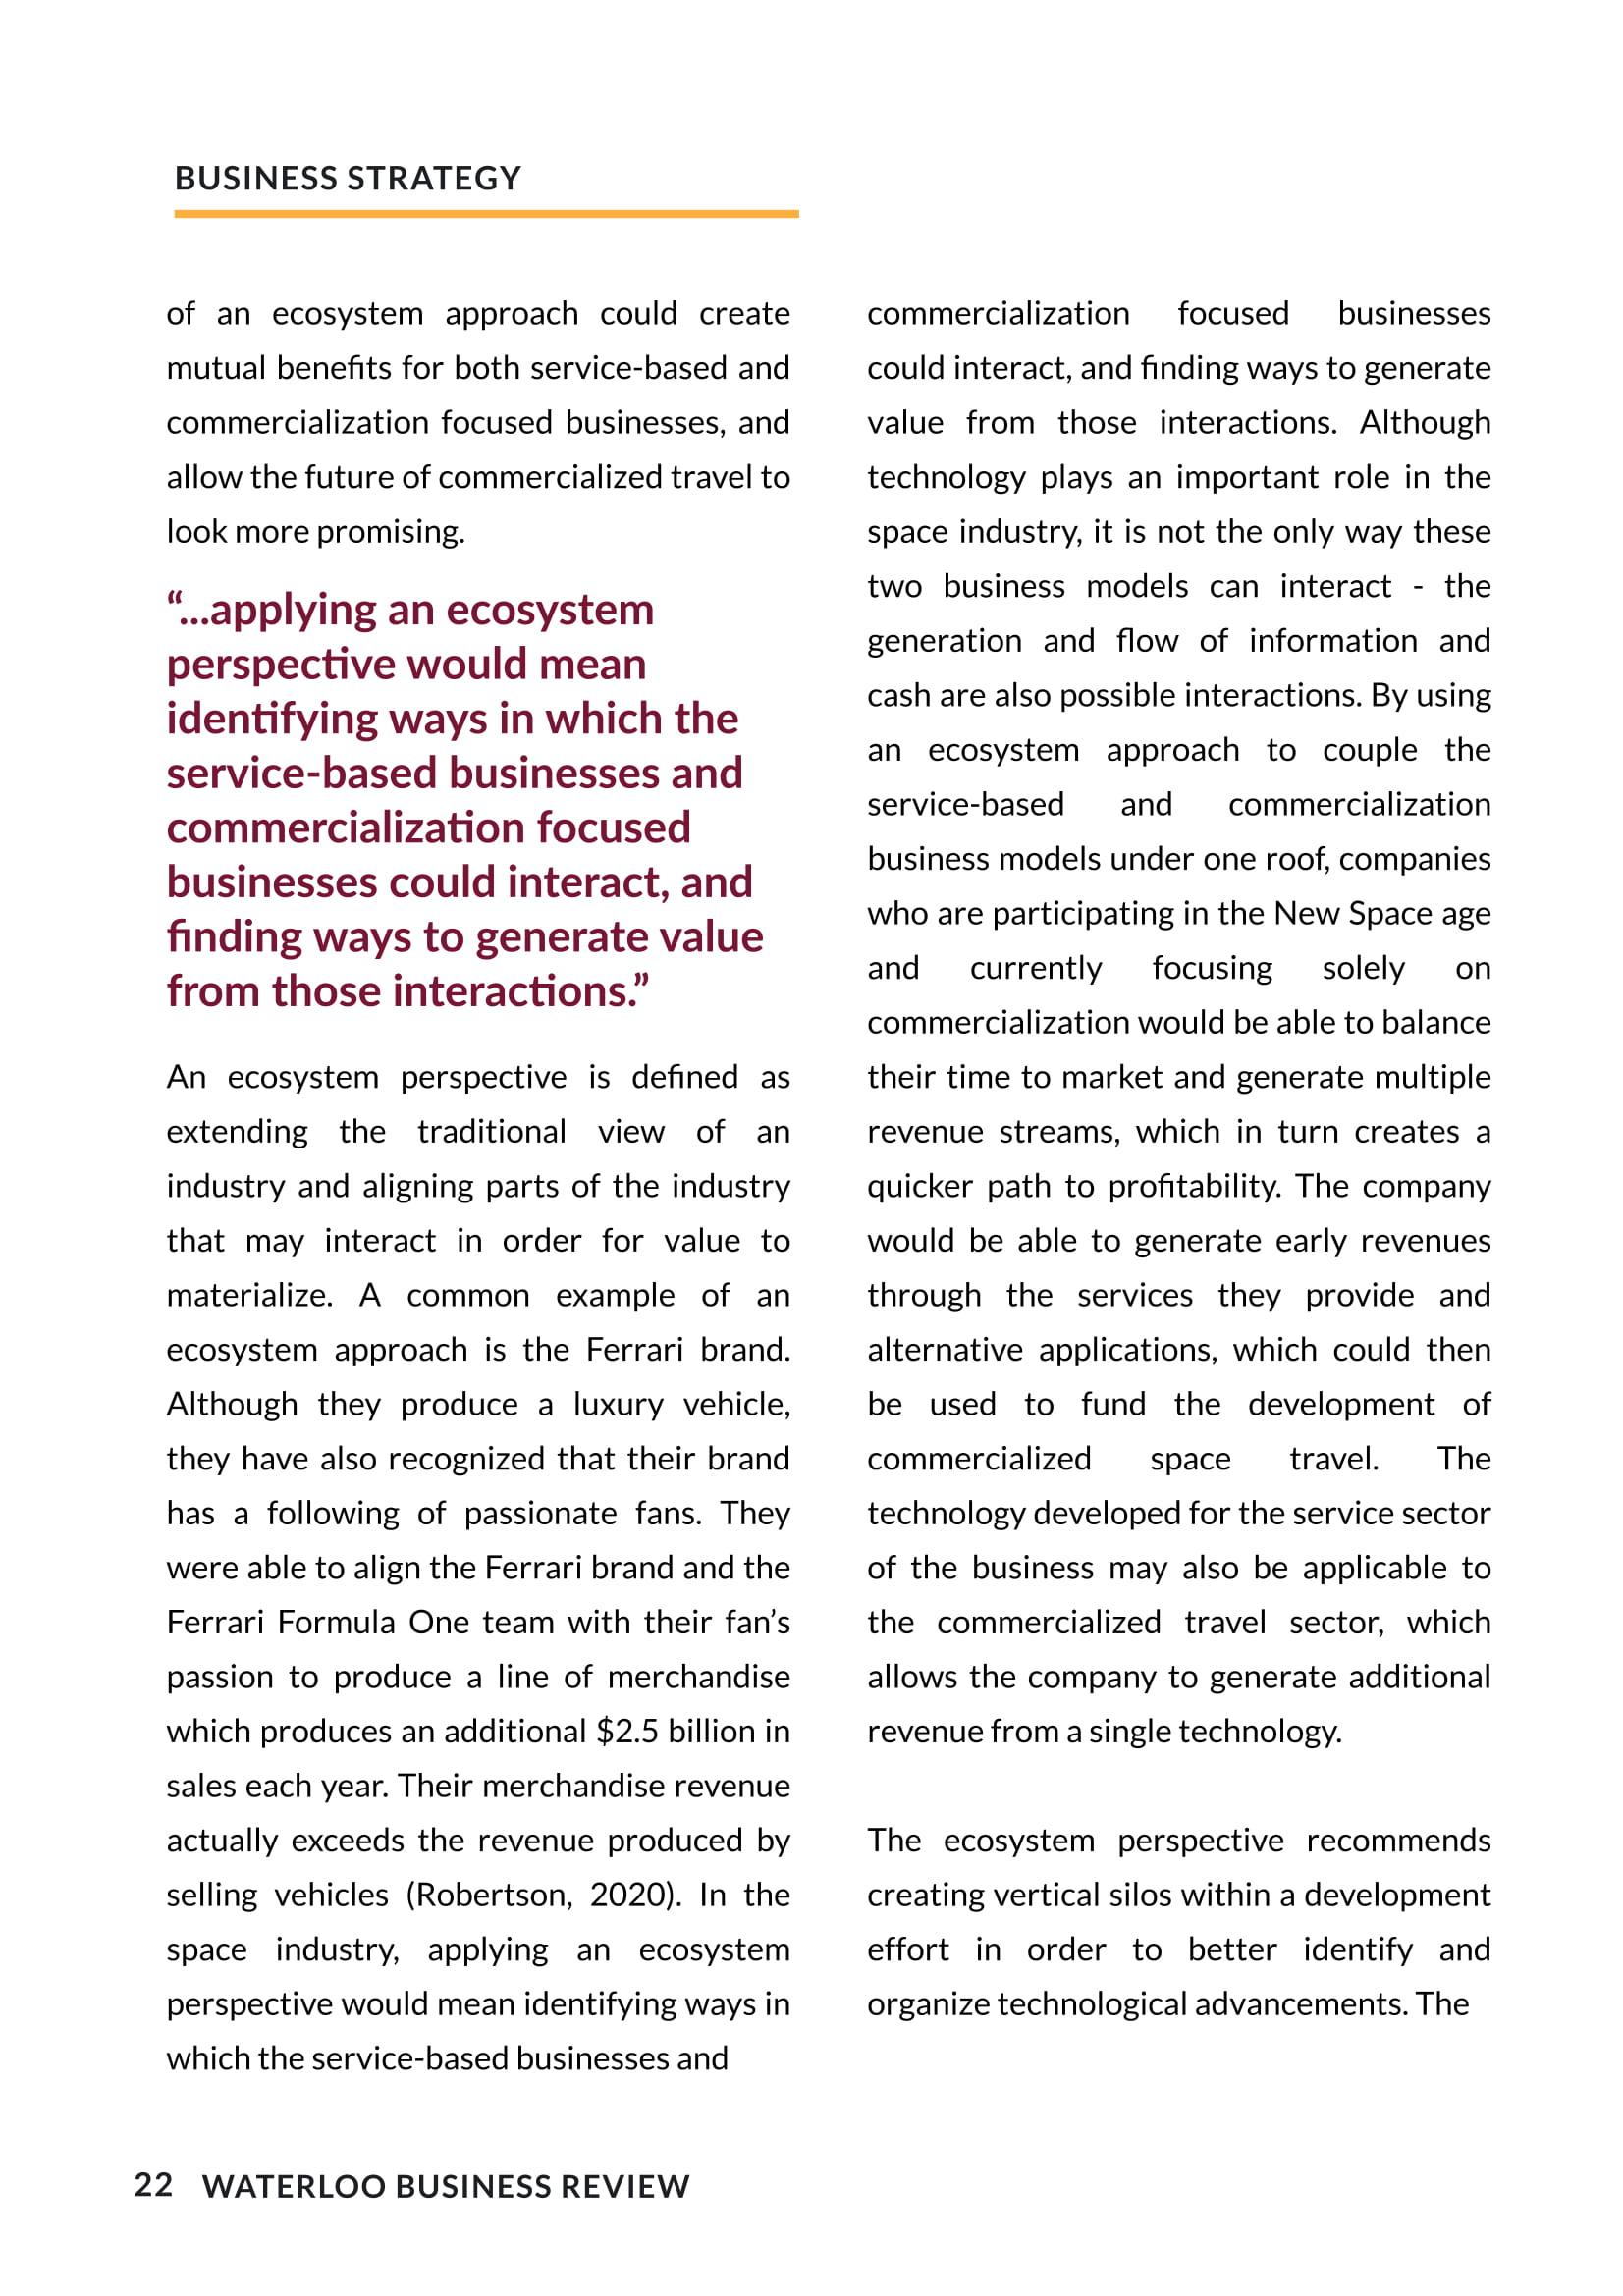 BUSINESS STRATEGY
of an ecosystem approach could create
mutual benefits for both service-based and
commercialization focused businesses, and
allow the future of commercialized travel to
look more promising.
“...applying an ecosystem
perspective would mean
identifying ways in which the
service-based businesses and
commercialization focused
businesses could interact, and
finding ways to generate value
from those interactions.”
An ecosystem perspective is defined as
extending the traditional view of an
industry and aligning parts of the industry
that may interact in order for value to
materialize. A common example of an
ecosystem approach is the Ferrari brand.
Although they produce a luxury vehicle,
they have also recognized that their brand
has a following of passionate fans. They
were able to align the Ferrari brand and the
Ferrari Formula One team with their fan’s
passion to produce a line of merchandise
which produces an additional $2.5 billion in
sales each year. Their merchandise revenue
actually exceeds the revenue produced by
selling vehicles (Robertson, 2020). In the
space industry, applying an ecosystem
perspective would mean identifying ways in
which the service-based businesses and
commercialization focused businesses
could interact, and finding ways to generate
value from those interactions. Although
technology plays an important role in the
space industry, it is not the only way these
two business models can interact - the
generation and flow of information and
cash are also possible interactions. By using
an ecosystem approach to couple the
service-based and commercialization
business models under one roof, companies
who are participating in the New Space age
and currently focusing solely on
commercialization would be able to balance
their time to market and generate multiple
revenue streams, which in turn creates a
quicker path to profitability. The company
would be able to generate early revenues
through the services they provide and
alternative applications, which could then
be used to fund the development of
commercialized space travel. The
technology developed for the service sector
of the business may also be applicable to
the commercialized travel sector, which
allows the company to generate additional
revenue from a single technology.
The ecosystem perspective recommends
creating vertical silos within a development
effort in order to better identify and
organize technological advancements. The
22 WATERLOO BUSINESS REVIEW